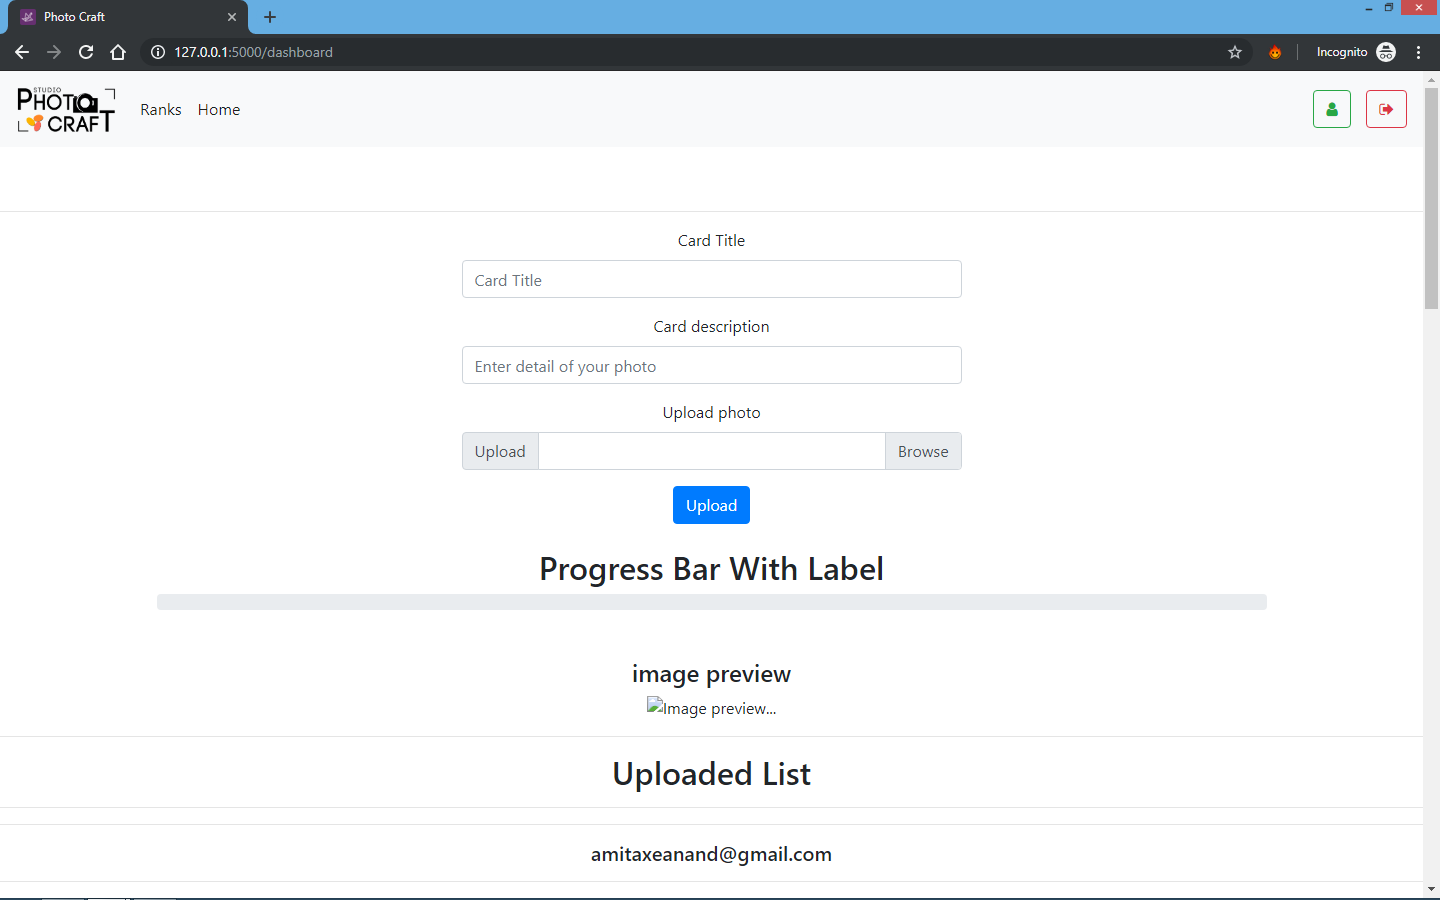 Photo Craft
127.0.0.1:5000/dashboard
Incognito
STUDIO
PHOTO
CRAFT
Ranks Home
Card Title
Card Title
Card description
Enter detail of your photo
Upload photo
Upload Browse
Upload
Progress Bar With Label
image preview
Image preview...
Uploaded List
amitaxeanand@gmail.com